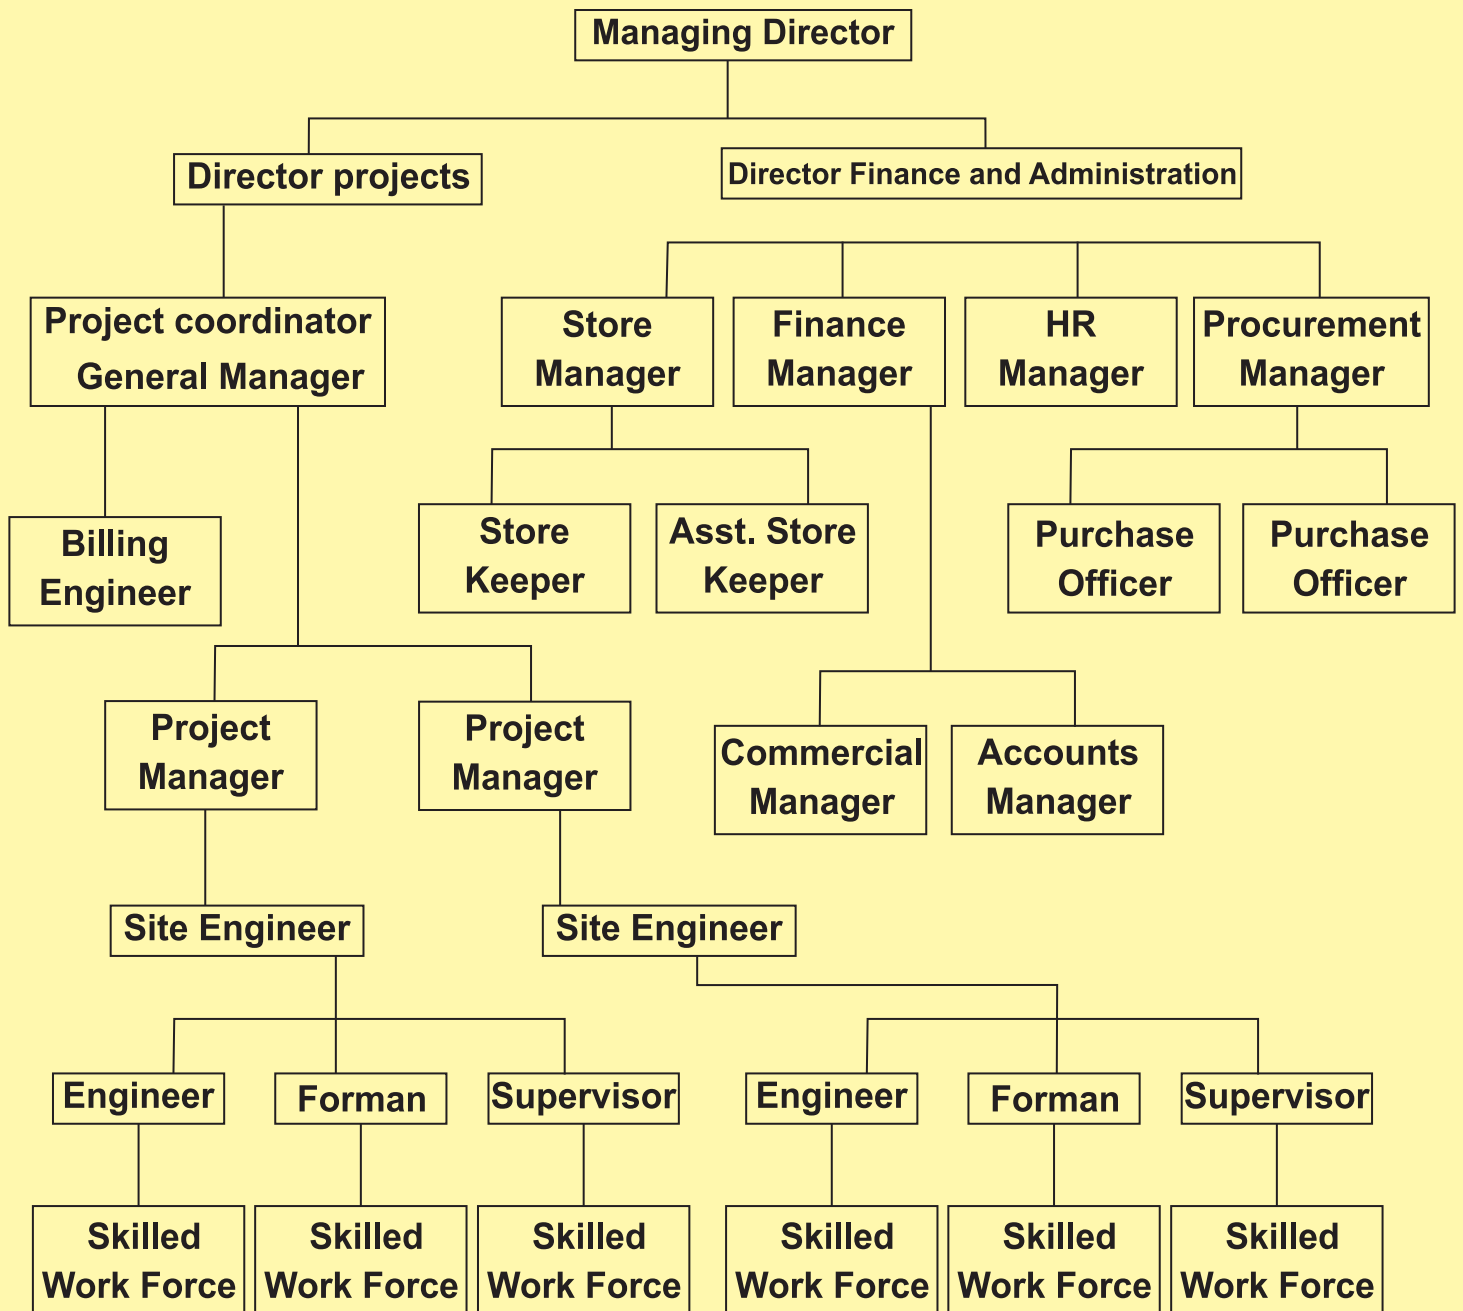 Managing Director
Director projects
Director Finance and Administration
Project coordinator
General Manager
Store
Manager
Finance
Manager
HR
Manager
Procurement
Manager
Billing
Engineer
Store
Keeper
Asst. Store
Keeper
Purchase
Officer
Purchase
Officer
Project
Manager
Project
Manager
Commercial
Manager
Accounts
Manager
Site Engineer
Site Engineer
Engineer
Forman
Supervisor
Engineer
Forman
Supervisor
Skilled
Work Force
Skilled
Work Force
Skilled
Work Force
Skilled
Work Force
Skilled
Work Force
Skilled
Work Force